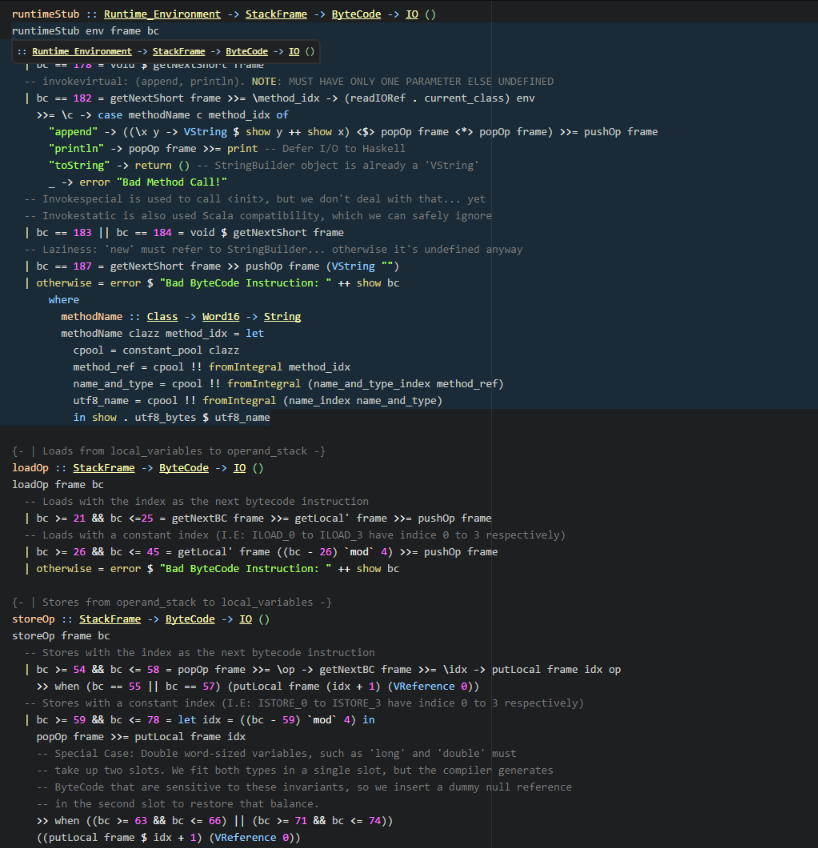 runtimeStub :: Runtime_Environment -> StackFrame -> ByteCode -> IO ()
runtimeStub env frame bc
:: Runtime Environment -> StackFrame -> ByteCode -> IO ()
| bc == 178 = void $ getNextShort frame
-- invokevirtual: (append, println). NOTE: MUST HAVE ONLY ONE PARAMETER ELSE UNDEFINED
| bc == 182 = getNextShort frame >>= \method_idx -> (readIORef . current_class) env
>>= \c -> case methodName c method_idx of
"append" -> ((\x y -> VString $ show y ++ show x) <$> popOp frame <*> popOp frame) >>= pushOp frame
"println" -> popOp frame >>= print -- Defer I/O to Haskell
"toString" -> return () -- StringBuilder object is already a 'VString'
_ -> error "Bad Method Call!"
-- Invokespecial is used to call <init>, but we don't deal with that... yet
-- Invokestatic is also used Scala compatibility, which we can safely ignore
| bc == 183 || bc == 184 = void $ getNextShort frame
-- Laziness: 'new' must refer to StringBuilder... otherwise it's undefined anyway
| bc == 187 = getNextShort frame >> pushOp frame (VString "")
| otherwise = error $ "Bad ByteCode Instruction: " ++ show bc
where
methodName :: Class -> Word16 -> String
methodName clazz method_idx = let
cpool = constant_pool clazz
method_ref = cpool !! fromIntegral method_idx
name_and_type = cpool !! fromIntegral (name_and_type_index method_ref)
utf8_name = cpool !! fromIntegral (name_index name_and_type)
in show . utf8_bytes $ utf8_name
{- | Loads from local_variables to operand_stack -}
loadOp :: StackFrame -> ByteCode -> IO ()
loadOp frame bc
-- Loads with the index as the next bytecode instruction
| bc >= 21 && bc <=25 = getNextBC frame >>= getLocal' frame >>= pushOp frame
-- Loads with a constant index (I.E: ILOAD_0 to ILOAD_3 have indice 0 to 3 respectively)
| bc >= 26 && bc <= 45 = getLocal' frame ((bc - 26) `mod` 4) >>= pushOp frame
| otherwise = error $ "Bad ByteCode Instruction: " ++ show bc
{- | Stores from operand_stack to local_variables -}
storeOp :: StackFrame -> ByteCode -> IO ()
storeOp frame bc
-- Stores with the index as the next bytecode instruction
| bc >= 54 && bc <= 58 = popOp frame >>= \op -> getNextBC frame >>= \idx -> putLocal frame idx op
>> when (bc == 55 || bc == 57) (putLocal frame (idx + 1) (VReference 0))
-- Stores with a constant index (I.E: ISTORE_0 to ISTORE_3 have indice 0 to 3 respectively)
| bc >= 59 && bc <= 78 = let idx = ((bc - 59) `mod` 4) in
popOp frame >>= putLocal frame idx
-- Special Case: Double word-sized variables, such as 'long' and 'double' must
-- take up two slots. We fit both types in a single slot, but the compiler generates
-- ByteCode that are sensitive to these invariants, so we insert a dummy null reference
-- in the second slot to restore that balance.
>> when ((bc >= 63 && bc <= 66) || (bc >= 71 && bc <= 74))
((putLocal frame $ idx + 1) (VReference 0))